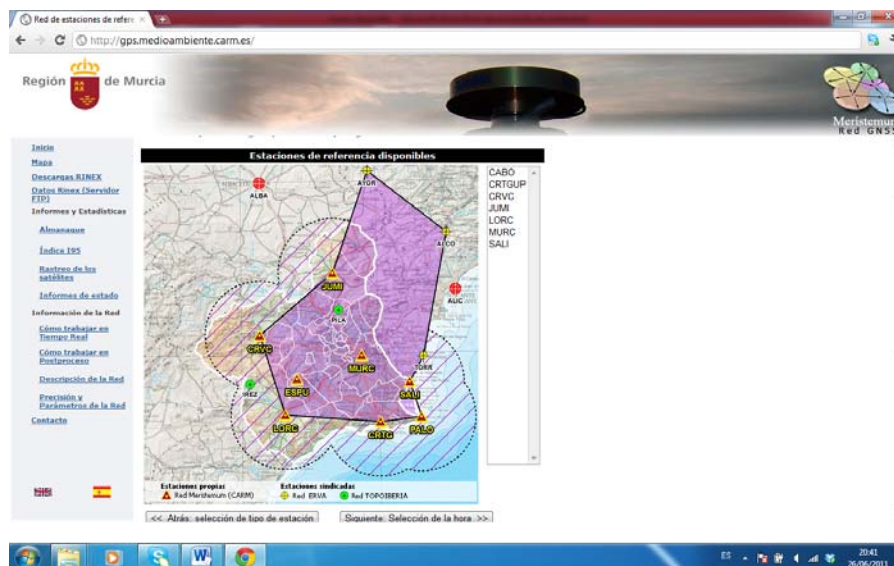 Red de estaciones de refere
http://gps.medioambiente.carm.es/
Región de Murcia
Meristemum
Red GNSS
Inicio
Mapa
Descargas RINEX
Datos Rinex (Servidor
FTP)
Informes y Estadísticas
Almanaque
Índice I95
Rastreo de los
satélites
Informes de estado
Información de la Red
Cómo trabajar en
Tiempo Real
Cómo trabajar en
Postproceso
Descripción de la Red
Precisión y
Parámetros de la Red
Contacto
Estaciones de referencia disponibles
AYOR
ALBA
ALCO
JUMI
ALIC
PILA
CRVC
MURC
TORR
ESPU
IREZ
SALI
LORC
CRTG
PALO
Estaciones propias
Red Meristemum (CARM)
Estaciones sindicadas
Red ERVA
Red TOPOIBERIA
CABO
CRTGUP
CRVC
JUMI
LORC
MURC
SALI
<< Atrás: selección de tipo de estación
Siguiente: Selección de la hora >>
ES
20:41
26/06/2011